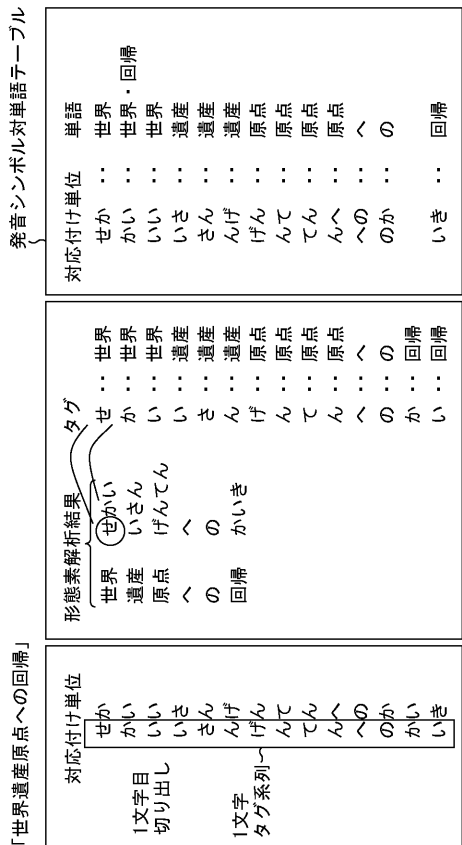 「世界遺産原点への回帰」
対応付け単位
せか
かい
いい
いさ
さん
んげ
げん
んて
てん
んへ
への
のか
かい
いき
1文字目
切り出し
1文字
タグ系列
形態素解析結果
世界 せかい
遺産 いさん
原点 げんてん
へ へ
の の
回帰 かいき
タグ
せ ‥ 世界
か ‥ 世界
い ‥ 世界
い ‥ 遺産
さ ‥ 遺産
ん ‥ 遺産
げ ‥ 原点
ん ‥ 原点
て ‥ 原点
ん ‥ 原点
へ ‥ へ
の ‥ の
か ‥ 回帰
い ‥ 回帰
発音シンボル対単語テーブル
対応付け単位 単語
せか ‥ 世界
かい ‥ 世界・回帰
いい ‥ 世界
いさ ‥ 遺産
さん ‥ 遺産
んげ ‥ 遺産
げん ‥ 原点
んて ‥ 原点
てん ‥ 原点
んへ ‥ 原点
への ‥ へ
のか ‥ の
いき ‥ 回帰